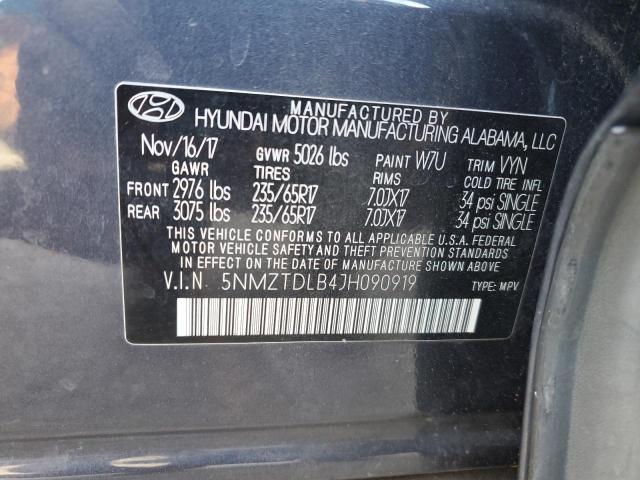 MANUFACTURED BY
HYUNDAI MOTOR MANUFACTURING ALABAMA, LLC
Nov/16/17 GVWR 5026 lbs PAINT W7U TRIM VYN
GAWR TIRES RIMS COLD TIRE INFL
FRONT 2976 lbs 235/65R17 7.0JX17 34 psi SINGLE
REAR 3075 lbs 235/65R17 7.0JX17 34 psi SINGLE
THIS VEHICLE CONFORMS TO ALL APPLICABLE U.S.A. FEDERAL
MOTOR VEHICLE SAFETY AND THEFT PREVENTION STANDARDS
IN EFFECT ON THE DATE OF MANUFACTURE SHOWN ABOVE.
V.I.N 5NMZTDLB4JH090919 TYPE: MPV